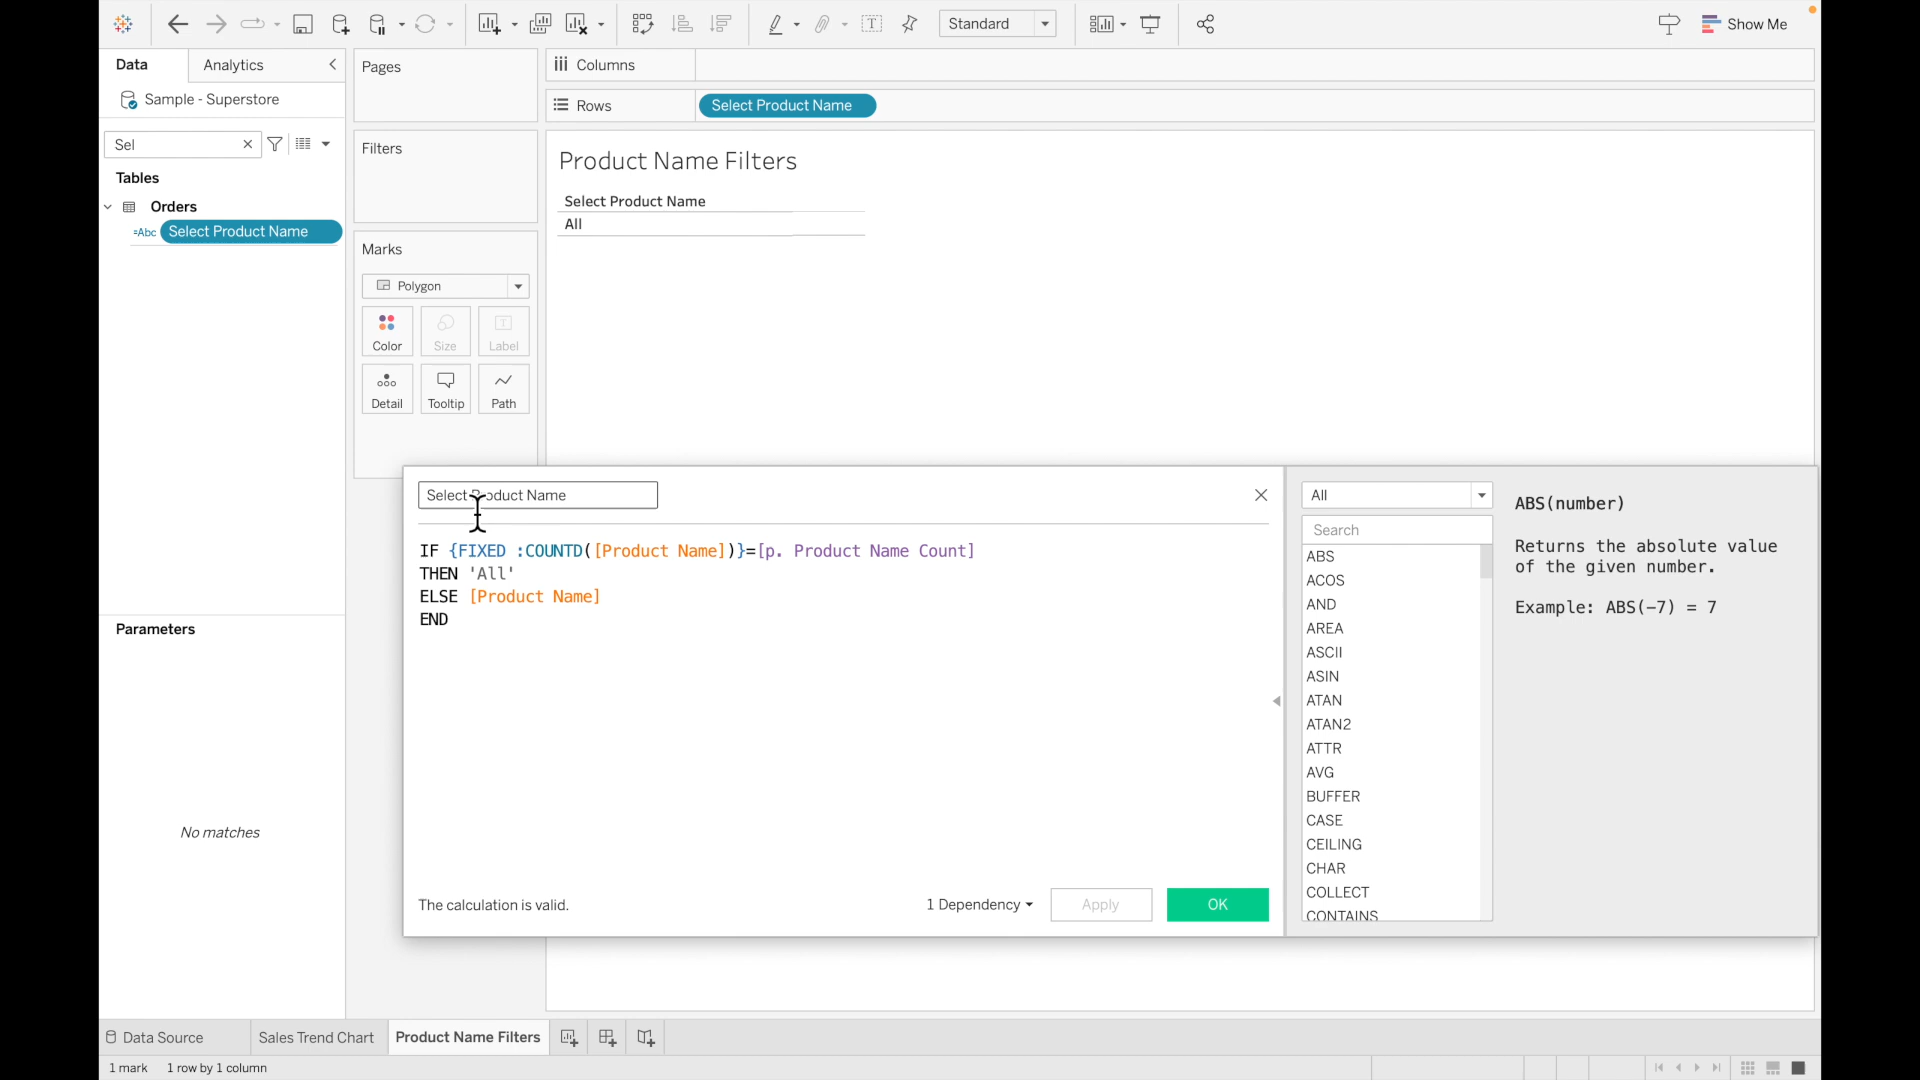 Standard
Show Me
Data
Analytics
Pages
Columns
Sample - Superstore
Rows
Select Product Name
Sel
Filters
Product Name Filters
Tables
Orders
=Abc
Select Product Name
Select Product Name
All
Marks
Polygon
Color
Size
Label
Detail
Tooltip
Path
Select Product Name
IF {FIXED :COUNTD([Product Name])}=[p. Product Name Count]
THEN 'All'
ELSE [Product Name]
END
The calculation is valid.
1 Dependency
Apply
OK
All
Search
ABS
ACOS
AND
AREA
ASCII
ASIN
ATAN
ATAN2
ATTR
AVG
BUFFER
CASE
CEILING
CHAR
COLLECT
CONTAINS
ABS(number)
Returns the absolute value
of the given number.
Example: ABS(-7) = 7
Parameters
No matches
Data Source
Sales Trend Chart
Product Name Filters
1 mark
1 row by 1 column